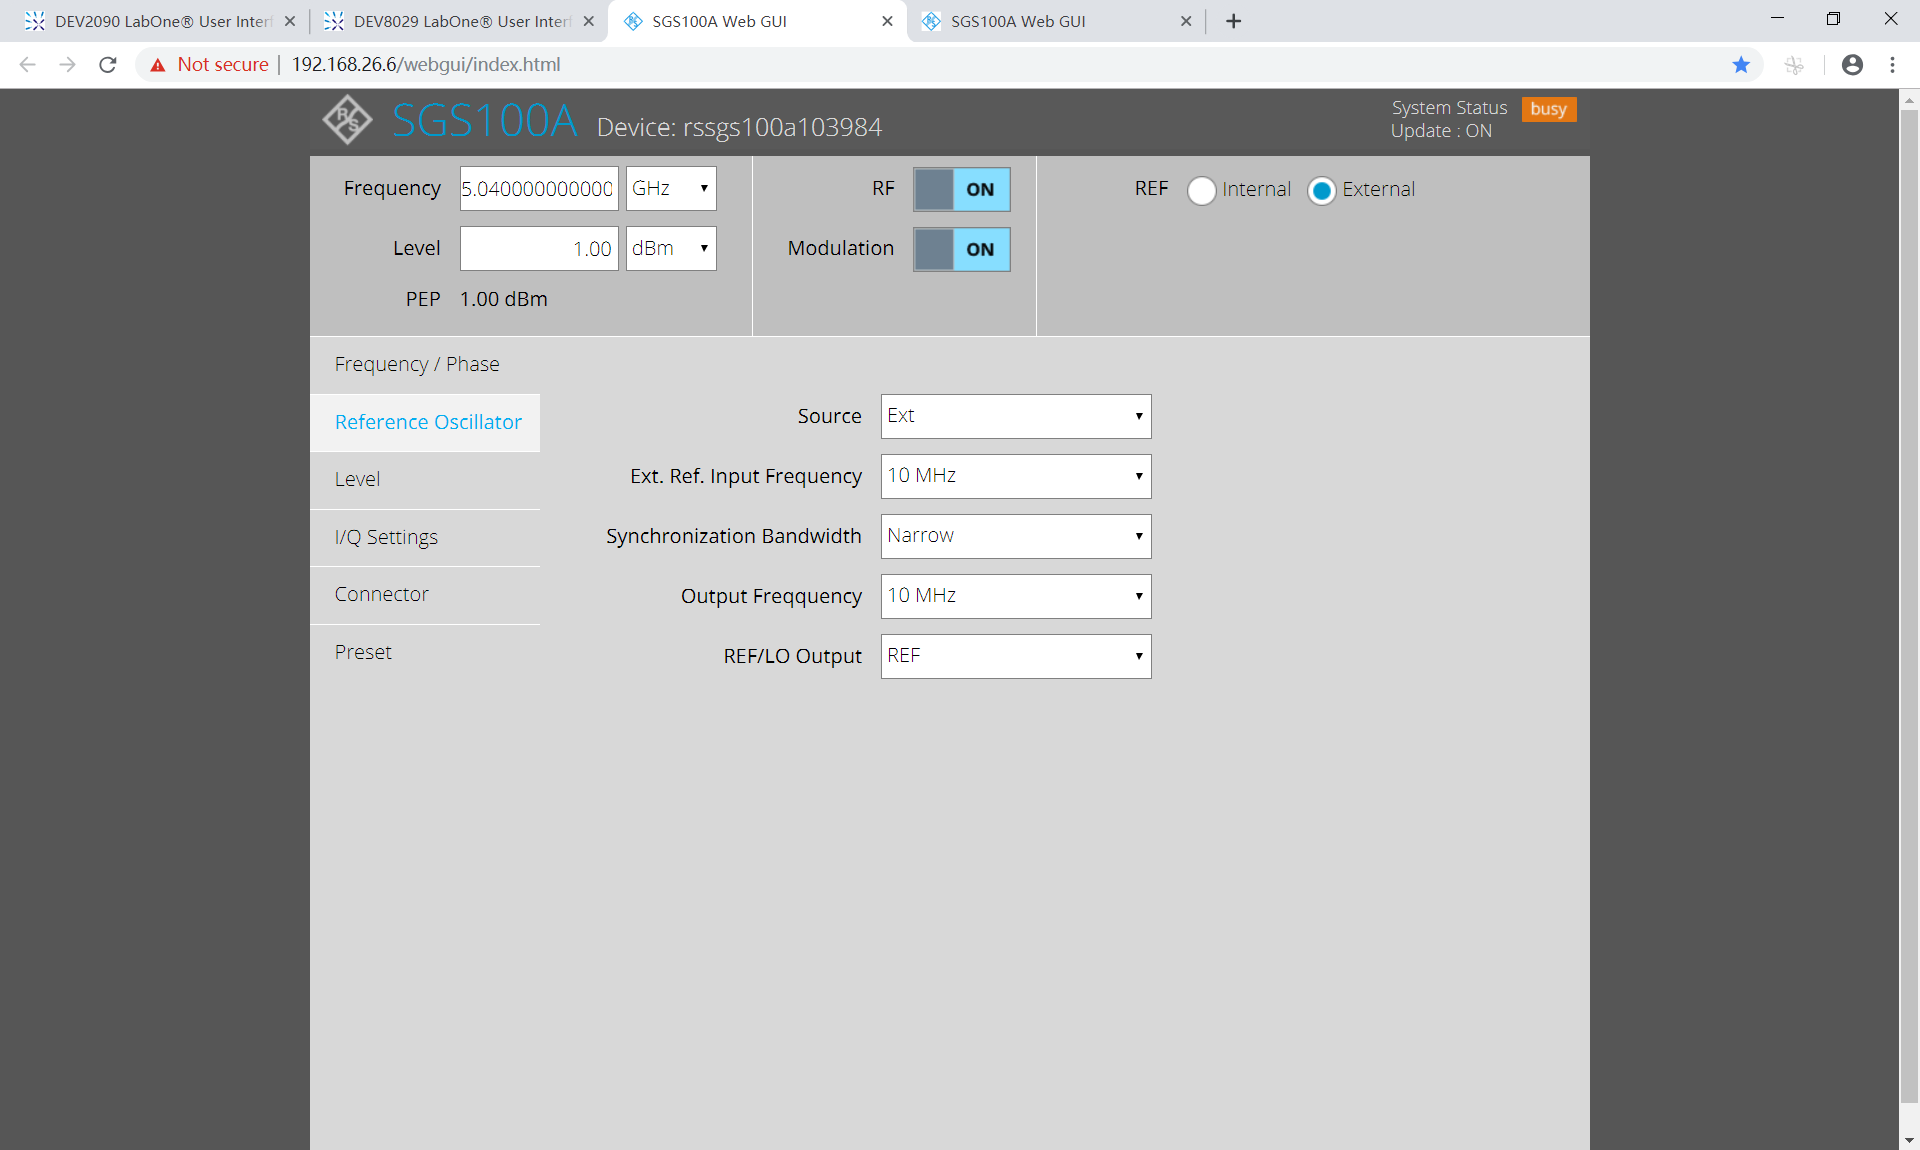 DEV2090 LabOne® User Interf
DEV8029 LabOne® User Interf
SGS100A Web GUI
SGS100A Web GUI
Not secure
192.168.26.6/webgui/index.html
R S
SGS100A
Device: rssgs100a103984
System Status
busy
Update : ON
Frequency
5.040000000000
GHz
RF
ON
REF
Internal
External
Level
1.00
dBm
Modulation
ON
PEP
1.00 dBm
Frequency / Phase
Reference Oscillator
Level
I/Q Settings
Connector
Preset
Source
Ext
Ext. Ref. Input Frequency
10 MHz
Synchronization Bandwidth
Narrow
Output Freqquency
10 MHz
REF/LO Output
REF